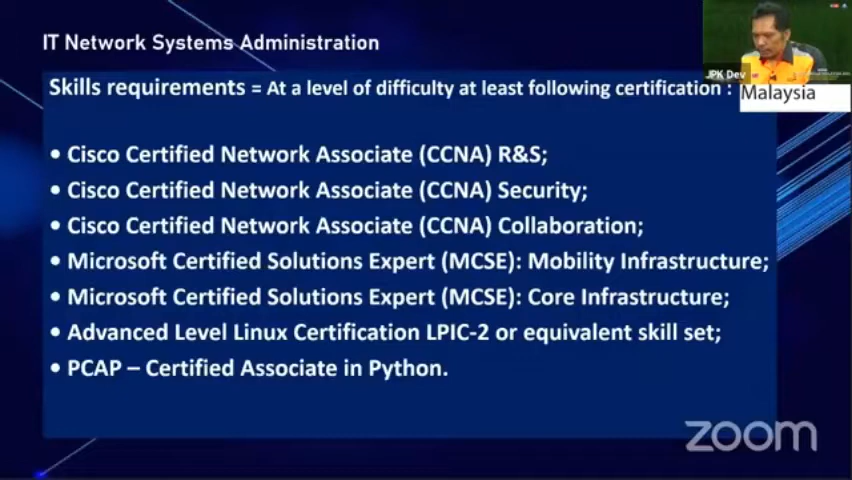 IT Network Systems Administration
JPK Dev
Malaysia
Skills requirements = At a level of difficulty at least following certification :
• Cisco Certified Network Associate (CCNA) R&S;
• Cisco Certified Network Associate (CCNA) Security;
• Cisco Certified Network Associate (CCNA) Collaboration;
• Microsoft Certified Solutions Expert (MCSE): Mobility Infrastructure;
• Microsoft Certified Solutions Expert (MCSE): Core Infrastructure;
• Advanced Level Linux Certification LPIC-2 or equivalent skill set;
• PCAP – Certified Associate in Python.
zoom